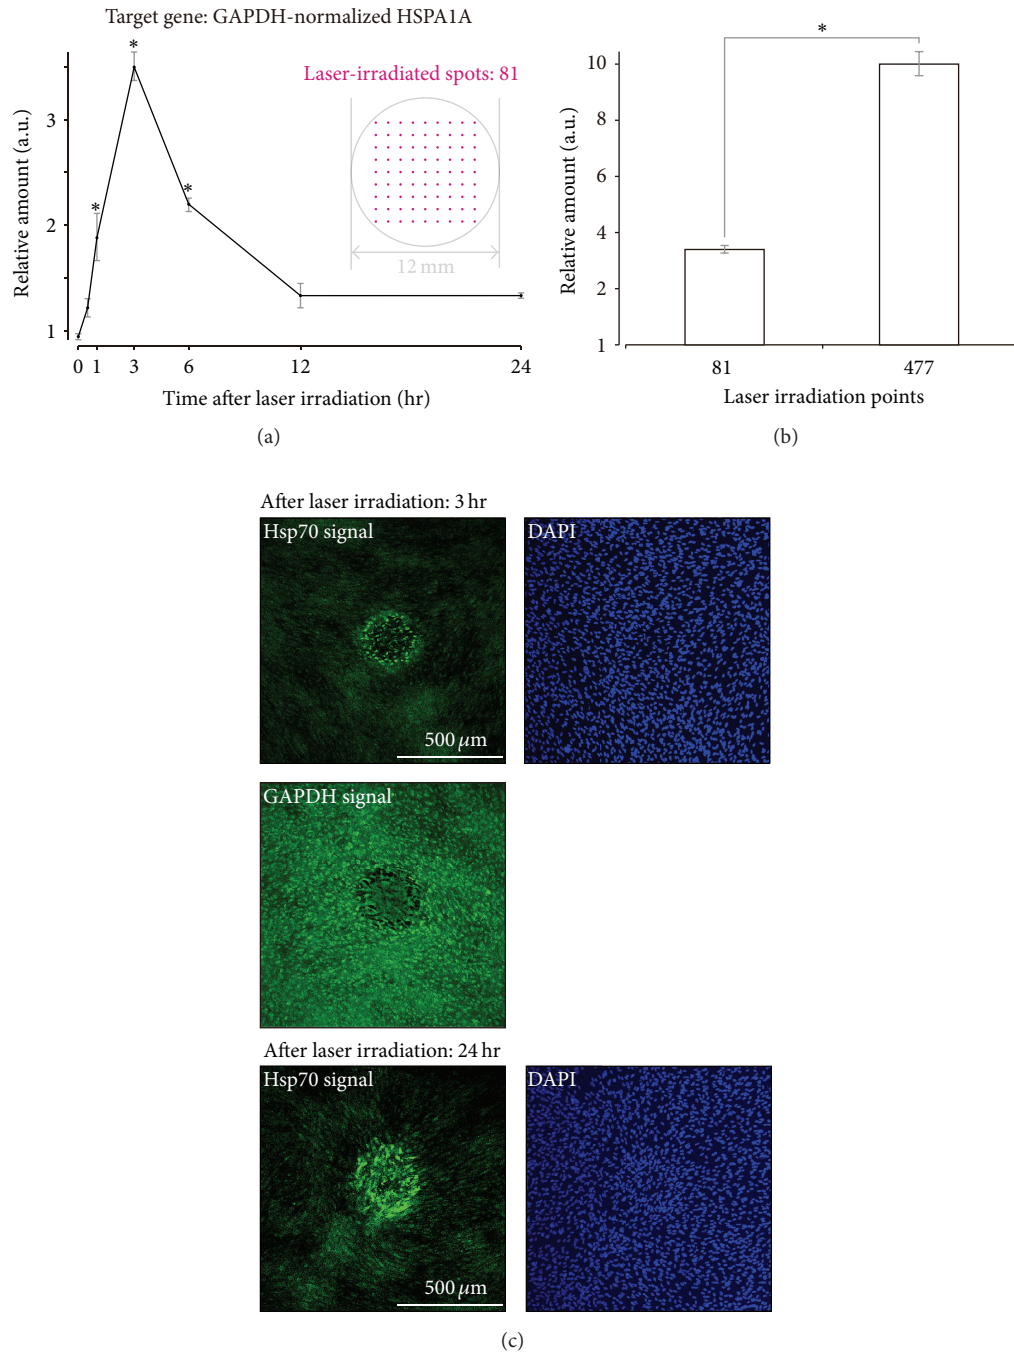 Target gene: GAPDH-normalized HSPA1A
*
*
*
Laser-irradiated spots: 81
12 mm
Relative amount (a.u.)
3
2
1
0 1 3 6 12 24
Time after laser irradiation (hr)
(a)
*
Relative amount (a.u.)
10
8
6
4
2
1
81 477
Laser irradiation points
(b)
After laser irradiation: 3 hr
Hsp70 signal
500 μm
DAPI
GAPDH signal
After laser irradiation: 24 hr
Hsp70 signal
500 μm
DAPI
(c)